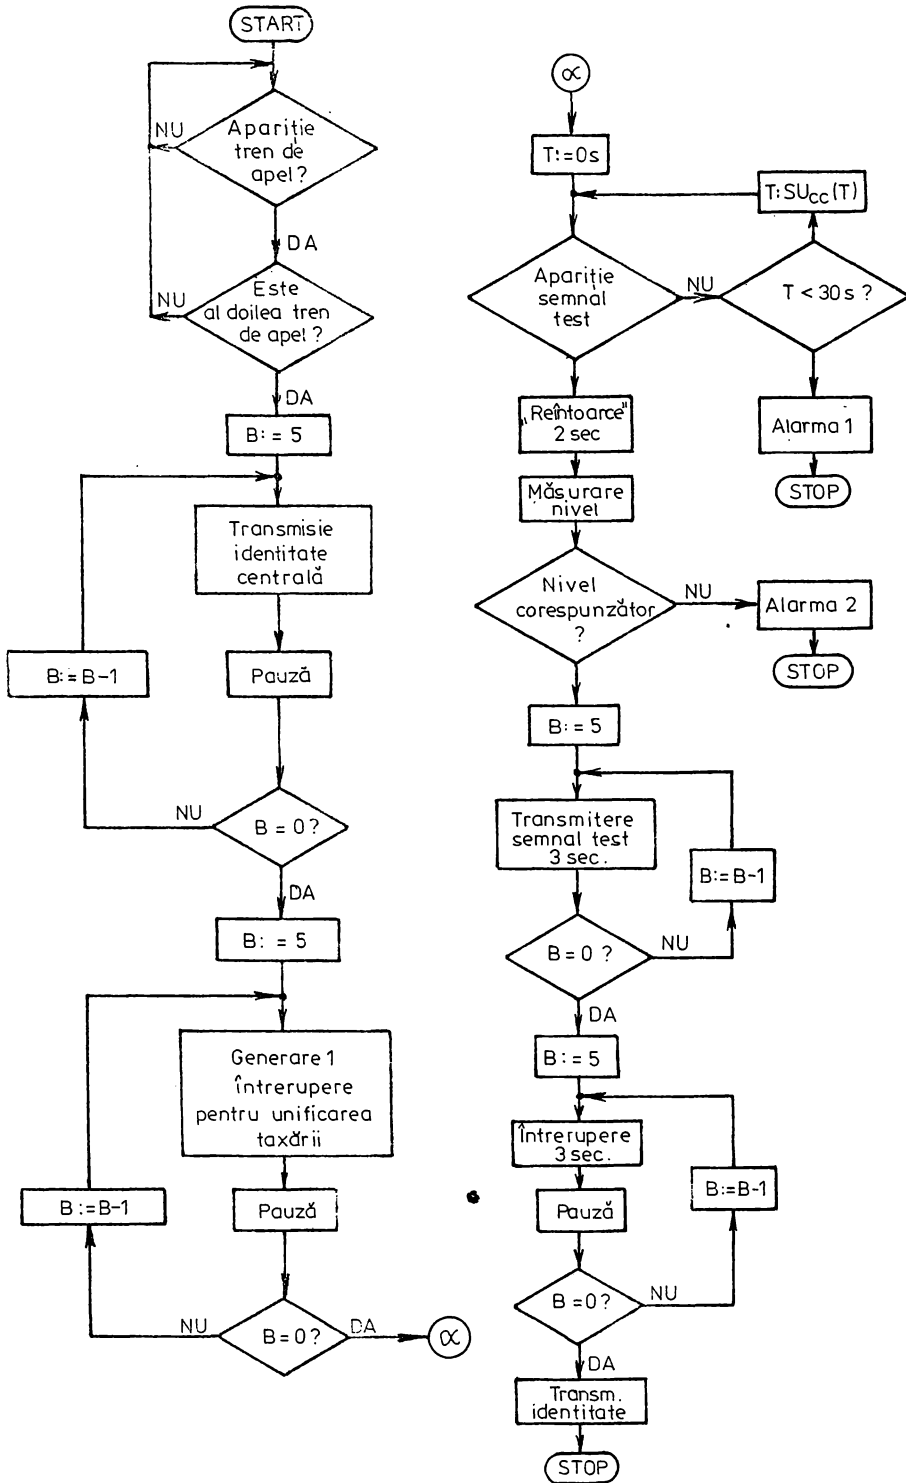 START
NU
Apariție
tren de
apel?
DA
NU
Este
al doilea tren
de apel?
DA
B:= 5
Transmisie
identitate
centrală
B:= B-1
Pauză
NU
B = 0?
DA
B: = 5
Generare 1
întrerupere
pentru unificarea
taxării
B:=B-1
Pauză
NU
B=0?
DA
∝
∝
T:=0s
T:SUcc(T)
Apariție
semnal
test
NU
T < 30s ?
„Reîntoarce"
2 sec
Alarma 1
STOP
Măsurare
nivel
Nivel
corespunzător
?
NU
Alarma 2
STOP
B:= 5
Transmitere
semnal test
3 sec.
B:=B-1
B=0 ?
NU
DA
B:= 5
Întrerupere
3 sec.
B:=B-1
Pauză
B=0?
NU
DA
Transm.
identitate
STOP